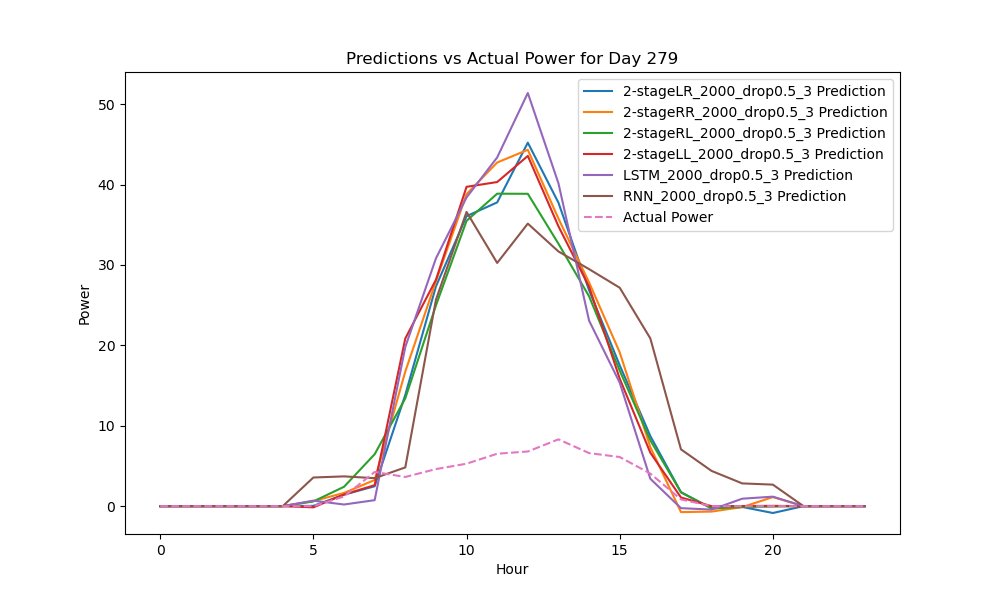 Predictions vs Actual Power for Day 279
2-stageLR_2000_drop0.5_3 Prediction
2-stageRR_2000_drop0.5_3 Prediction
2-stageRL_2000_drop0.5_3 Prediction
2-stageLL_2000_drop0.5_3 Prediction
LSTM_2000_drop0.5_3 Prediction
RNN_2000_drop0.5_3 Prediction
Actual Power
Power
50
40
30
20
10
0
0 5 10 15 20
Hour